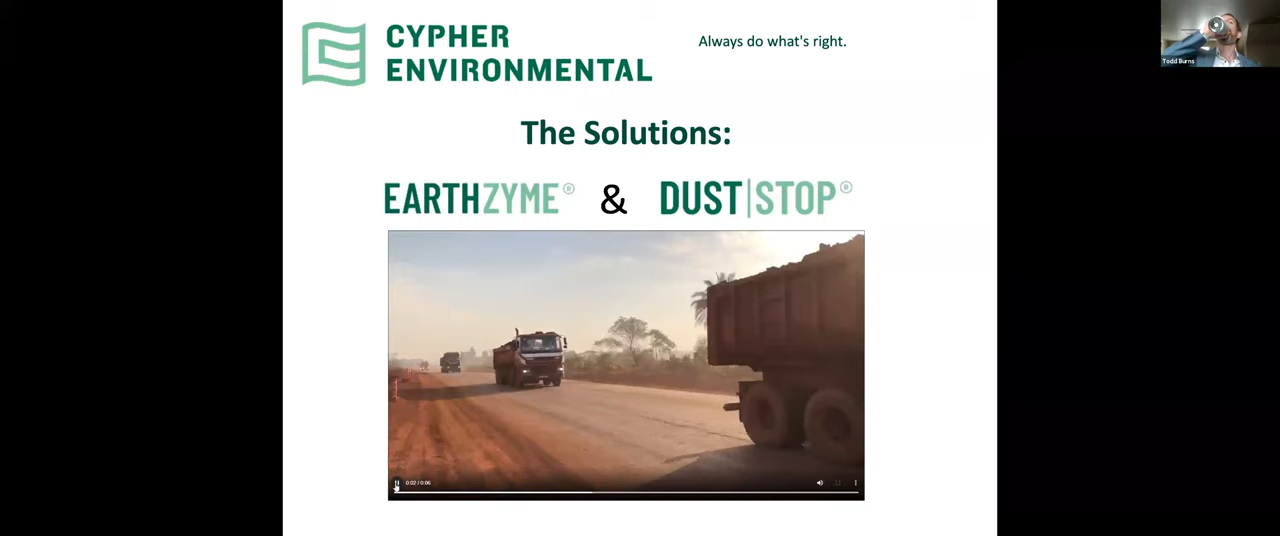 CYPHER
ENVIRONMENTAL
Always do what's right.
Todd Burns
The Solutions:
EARTHZYME® & DUST|STOP®
0:02 / 0:06